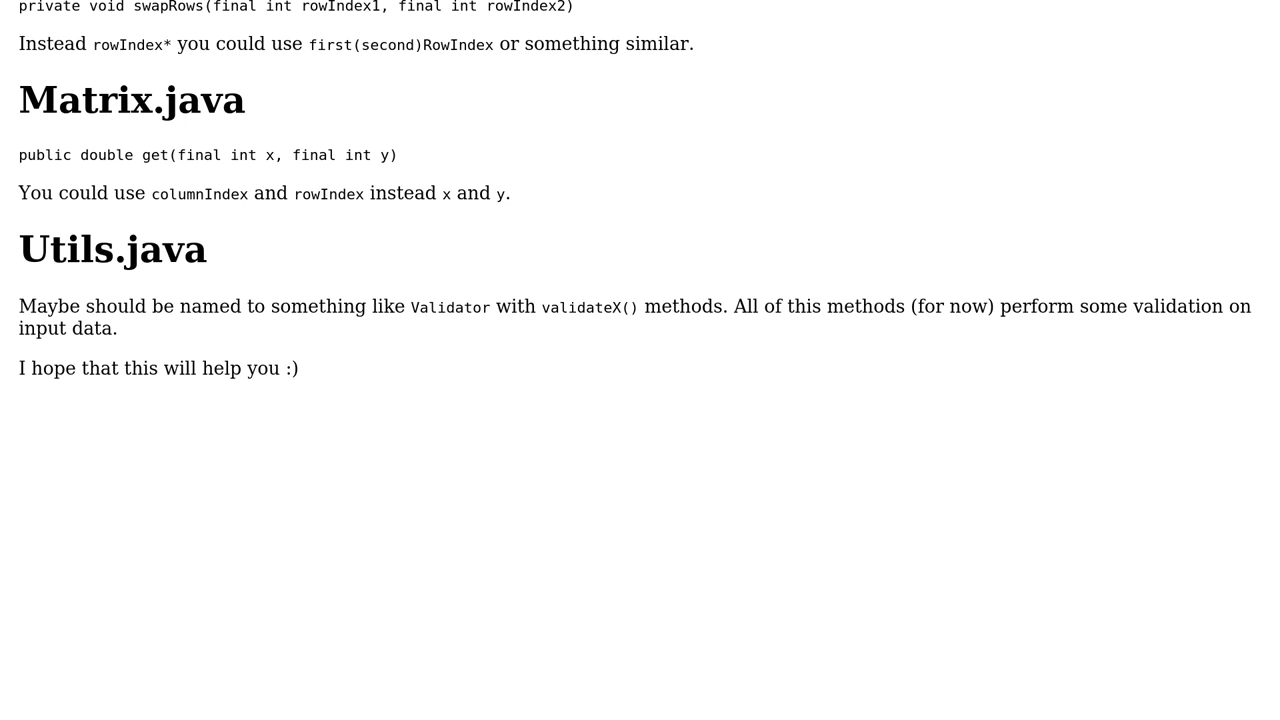 private void swapRows(final int rowIndex1, final int rowIndex2)
Instead rowIndex* you could use first(second)RowIndex or something similar.
Matrix.java
public double get(final int x, final int y)
You could use columnIndex and rowIndex instead x and y.
Utils.java
Maybe should be named to something like Validator with validateX() methods. All of this methods (for now) perform some validation on
input data.
I hope that this will help you :)